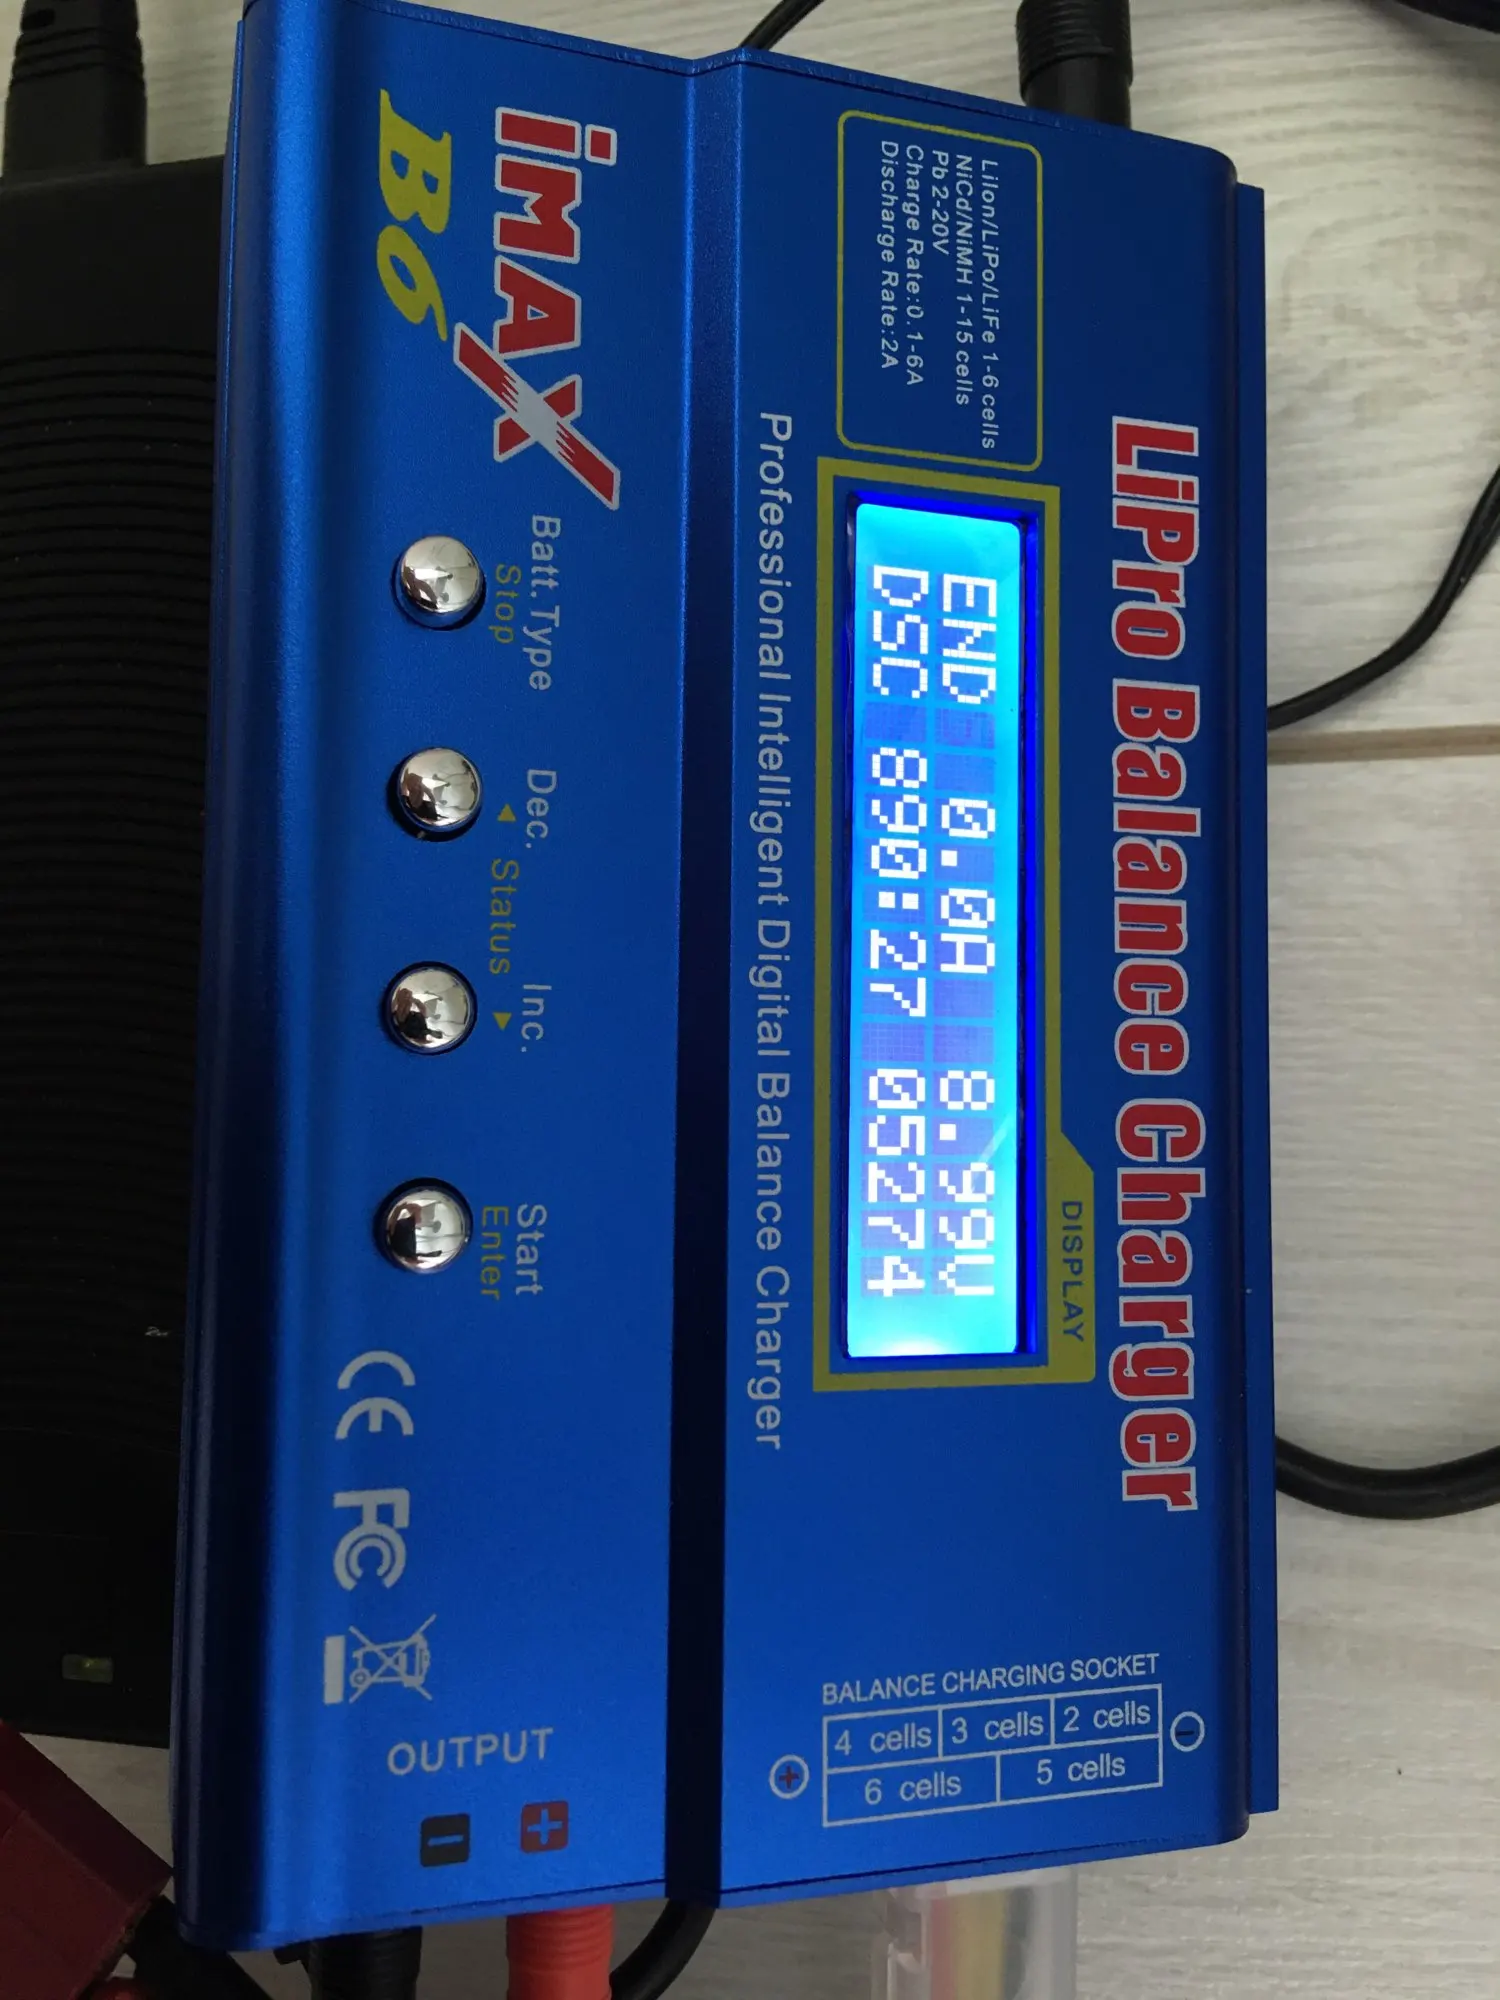 LiPro Balance Charger
LiIon/LiPo/LiFe 1-6 cells
NiCd/NiMH 1-15 cells
Pb 2-20V
Charge Rate:0.1-6A
Discharge Rate:2A
DISPLAY
END 0.0A 8.99V
DSC 890:27 05274
Professional Intelligent Digital Balance Charger
iMAX
B6
Batt.Type
Stop
Dec.
Inc.
◄ Status ►
Start
Enter
CE FC
BALANCE CHARGING SOCKET
4 cells 3 cells 2 cells
6 cells 5 cells
+ -
OUTPUT
- +